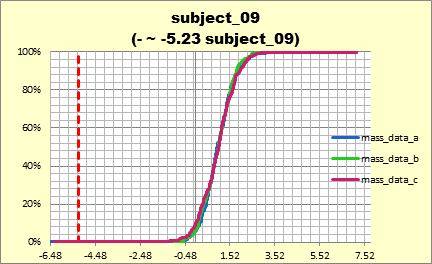 subject_09
(- ~ -5.23 subject_09)
100%
80%
60%
40%
20%
0%
mass_data_a
mass_data_b
mass_data_c
-6.48 -4.48 -2.48 -0.48 1.52 3.52 5.52 7.52